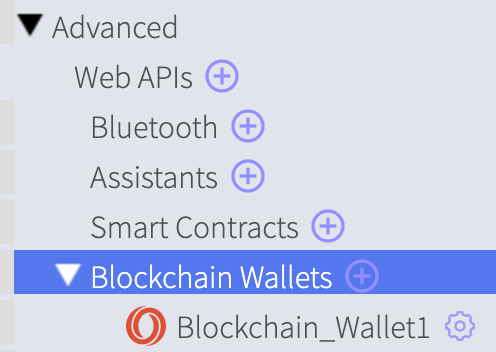 Advanced
Web APIs
Bluetooth
Assistants
Smart Contracts
Blockchain Wallets
Blockchain_Wallet1